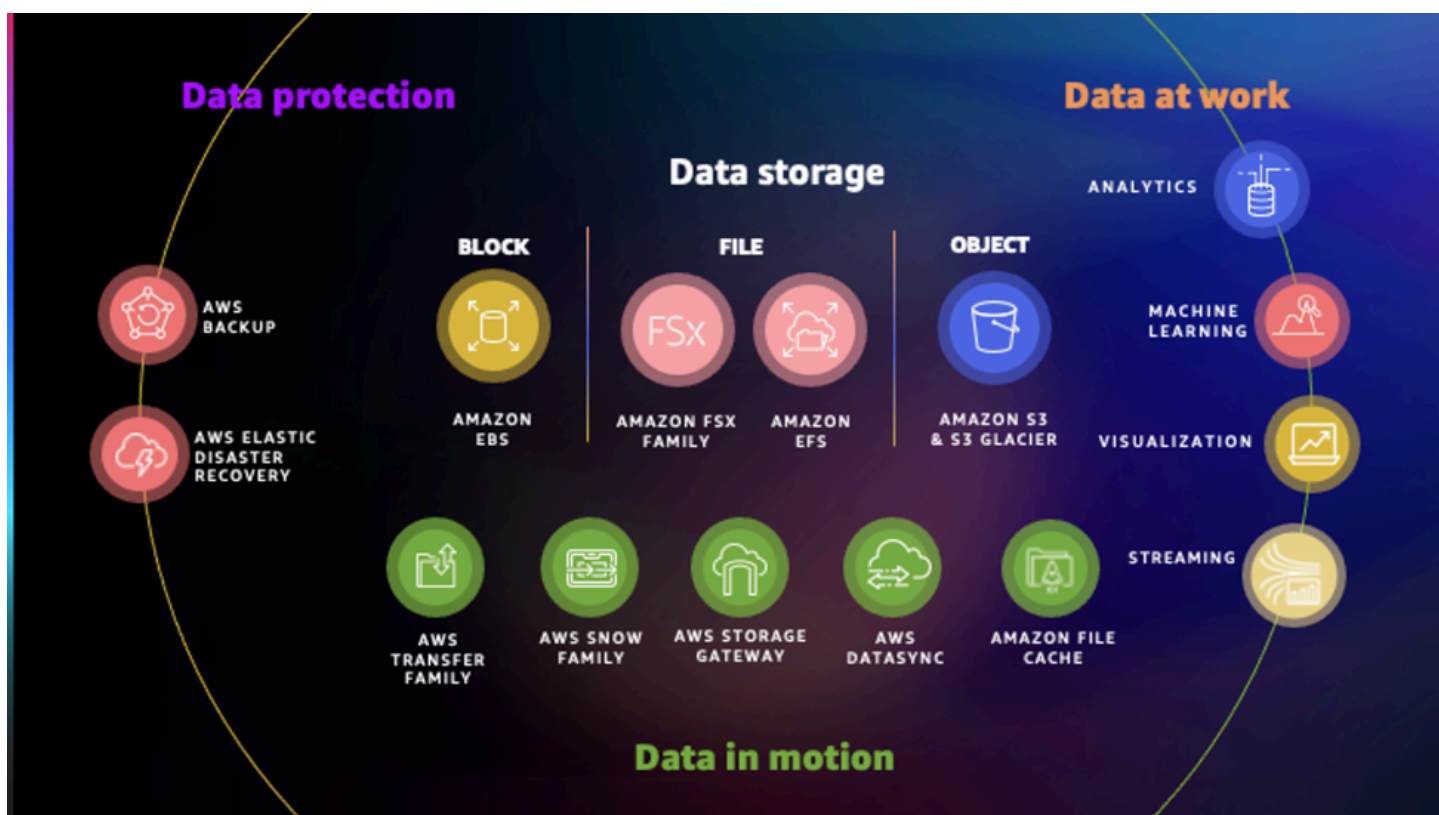 Data protection
Data at work
Data storage
ANALYTICS
BLOCK
FILE
OBJECT
AWS
BACKUP
FSx
MACHINE
LEARNING
AMAZON
EBS
AMAZON FSX
FAMILY
AMAZON
EFS
AMAZON S3
& S3 GLACIER
VISUALIZATION
AWS ELASTIC
DISASTER
RECOVERY
STREAMING
AWS
TRANSFER
FAMILY
AWS SNOW
FAMILY
AWS STORAGE
GATEWAY
AWS
DATASYNC
AMAZON FILE
CACHE
Data in motion